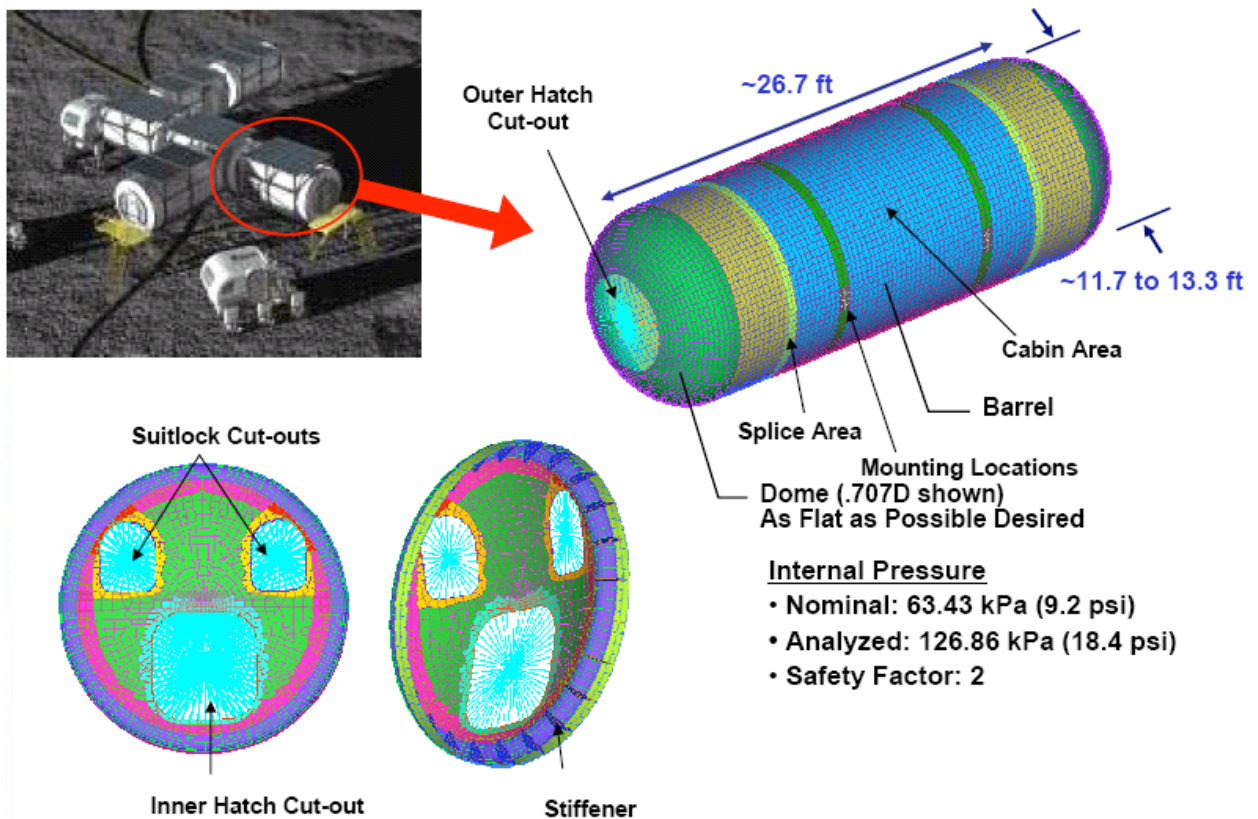 Outer Hatch
Cut-out
~26.7 ft
~11.7 to 13.3 ft
Cabin Area
Barrel
Splice Area
Mounting Locations
Dome (.707D shown)
As Flat as Possible Desired
Suitlock Cut-outs
Inner Hatch Cut-out
Stiffener
Internal Pressure
• Nominal: 63.43 kPa (9.2 psi)
• Analyzed: 126.86 kPa (18.4 psi)
• Safety Factor: 2